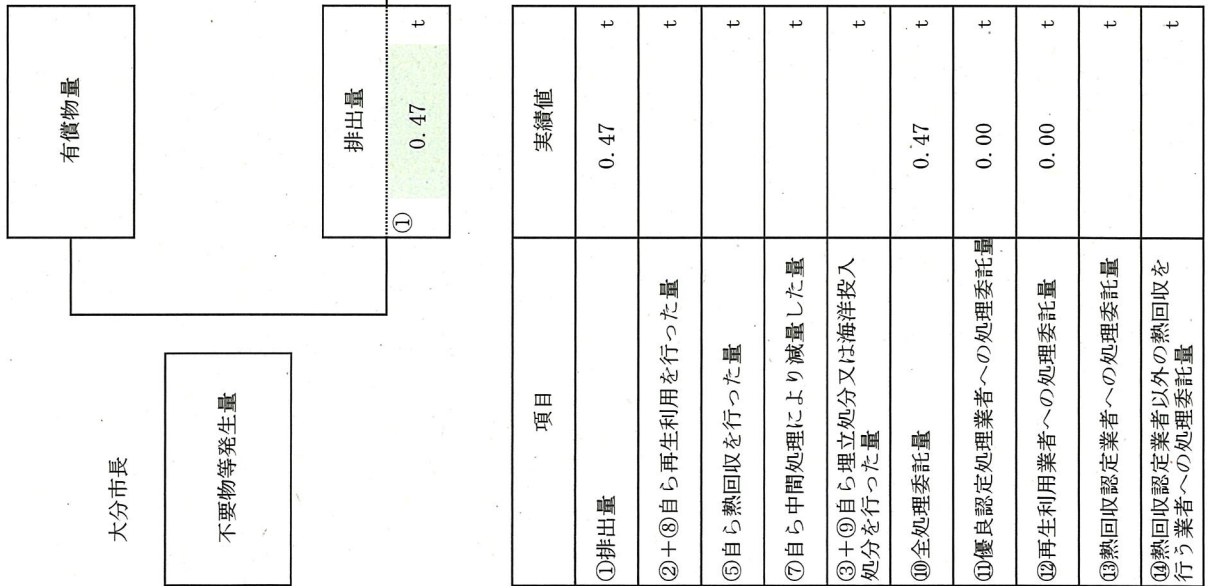 大分市長
不要物等発生量
有償物量
排出量
① 0.47 t
項目 実績値
①排出量 0.47 t
②+⑧自ら再生利用を行った量 t
⑤自ら熱回収を行った量 t
⑦自ら中間処理により減量した量 t
③+⑨自ら埋立処分又は海洋投入
処分を行った量 t
⑩全処理委託量 0.47 t
⑪優良認定処理業者への処理委託量 0.00 t
⑫再生利用業者への処理委託量 0.00 t
⑬熱回収認定業者への処理委託量 t
⑭熱回収認定業者以外の熱回収を
行う業者への処理委託量 t